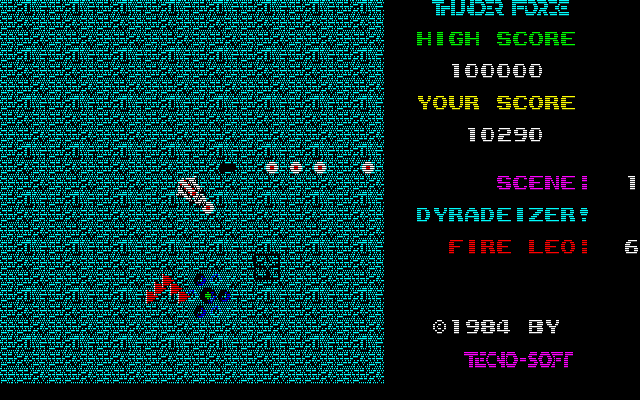 THUNDER FORCE
HIGH SCORE
100000
YOUR SCORE
10290
SCENE: 1
DYRADEIZER!
FIRE LEO: 6
©1984 BY
TECNO-SOFT